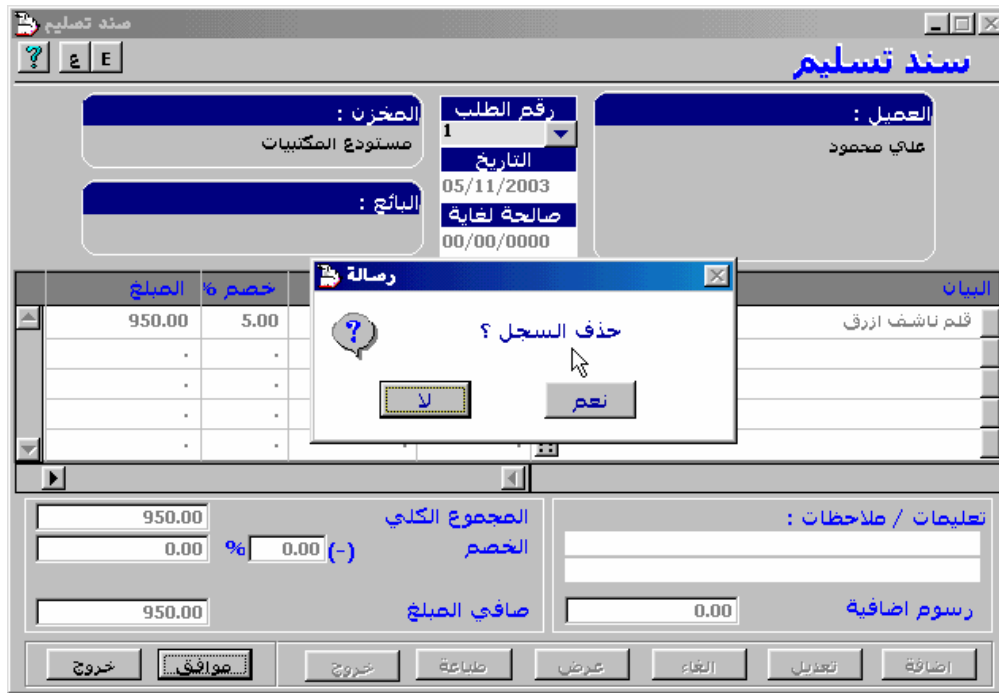 سند تسليم
? ع E
سند تسليم
العميل :
علي محمود
رقم الطلب
1
التاريخ
05/11/2003
صالحة لغاية
00/00/0000
المخزن :
مستودع المكتبيات
البائع :
رسالة
حذف السجل ؟
نعم
لا
البيان
خصم %
المبلغ
قلم ناشف ازرق
5.00
950.00
تعليمات / ملاحظات :
رسوم اضافية
0.00
المجموع الكلي
950.00
الخصم
(-) 0.00 % 0.00
صافي المبلغ
950.00
اضافة
تعديل
الغاء
عرض
طباعة
خروج
موافق
خروج